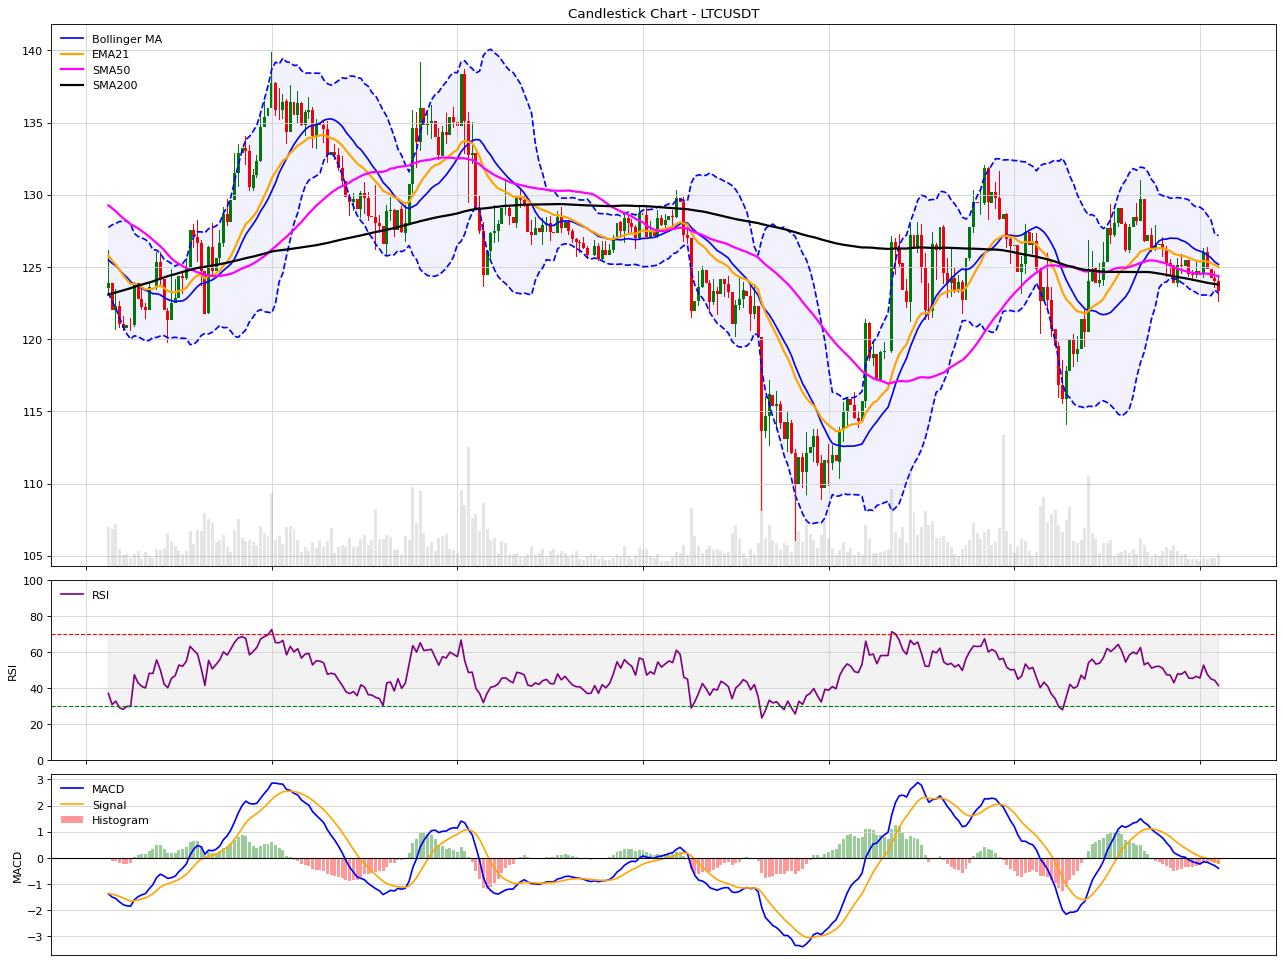 Candlestick Chart - LTCUSDT
Bollinger MA
EMA21
SMA50
SMA200
140
135
130
125
120
115
110
105
RSI
100
80
60
40
20
0
RSI
MACD
Signal
Histogram
3
2
1
0
−1
−2
−3
MACD